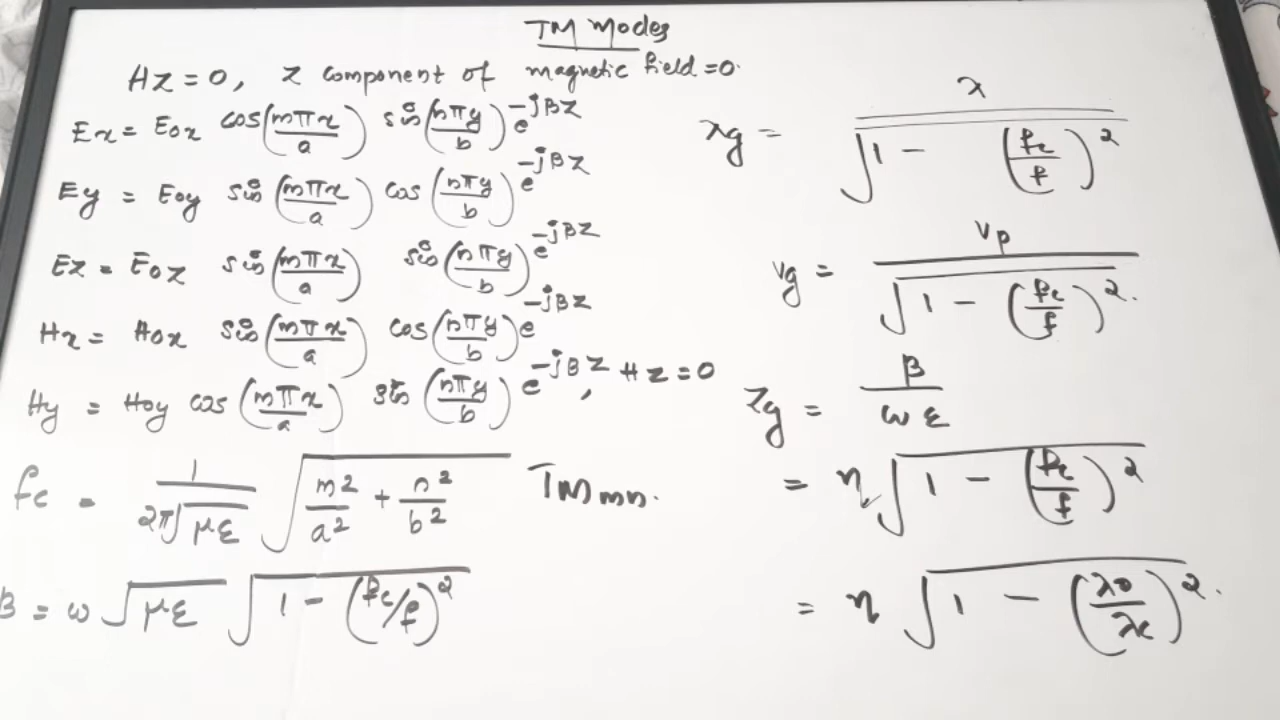 TM Modes
Hz = 0, z component of magnetic field = 0.
Ex = E0x cos(mπx/a) sin(nπy/b) e^-jβz
Ey = E0y sin(mπx/a) cos(nπy/b) e^-jβz
Ez = E0z sin(mπx/a) sin(nπy/b) e^-jβz
Hx = H0x sin(mπx/a) cos(nπy/b) e^-jβz
Hy = H0y cos(mπx/a) sin(nπy/b) e^-jβz, Hz = 0
fc = 1/(2π√με) √(m²/a² + n²/b²) TMmn.
β = ω√με √(1 - (fc/f)²)
λg = λ/√(1 - (fc/f)²)
vg = vp/√(1 - (fc/f)²).
Zg = β/ωε
= η√(1 - (fc/f)²)
= η√(1 - (λ0/λc)²).